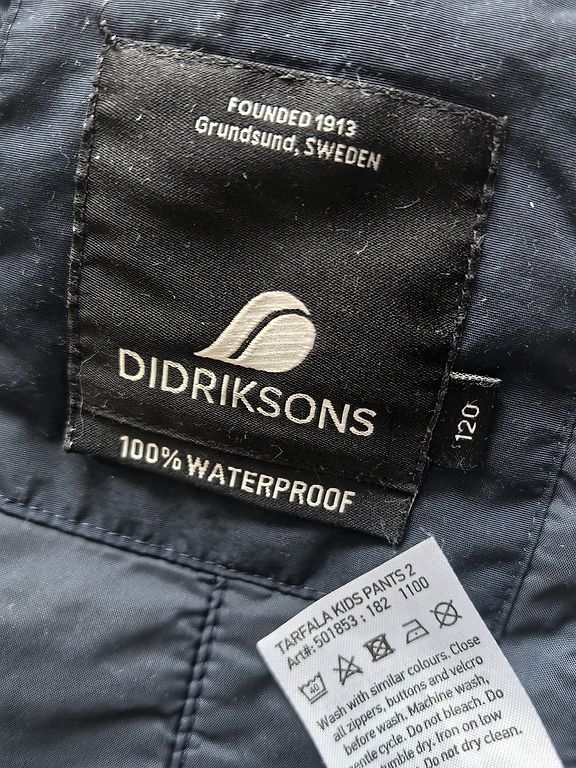 FOUNDED 1913
Grundsund, SWEDEN
DIDRIKSONS
100% WATERPROOF
120
TARFALA KIDS PANTS 2
Art#: 501853 ; 182 1100
40
Wash with similar colours. Close
all zippers, buttons and velcro
before wash. Machine wash,
gentle cycle. Do not bleach. Do
tumble dry. Iron on low
Do not dry clean.